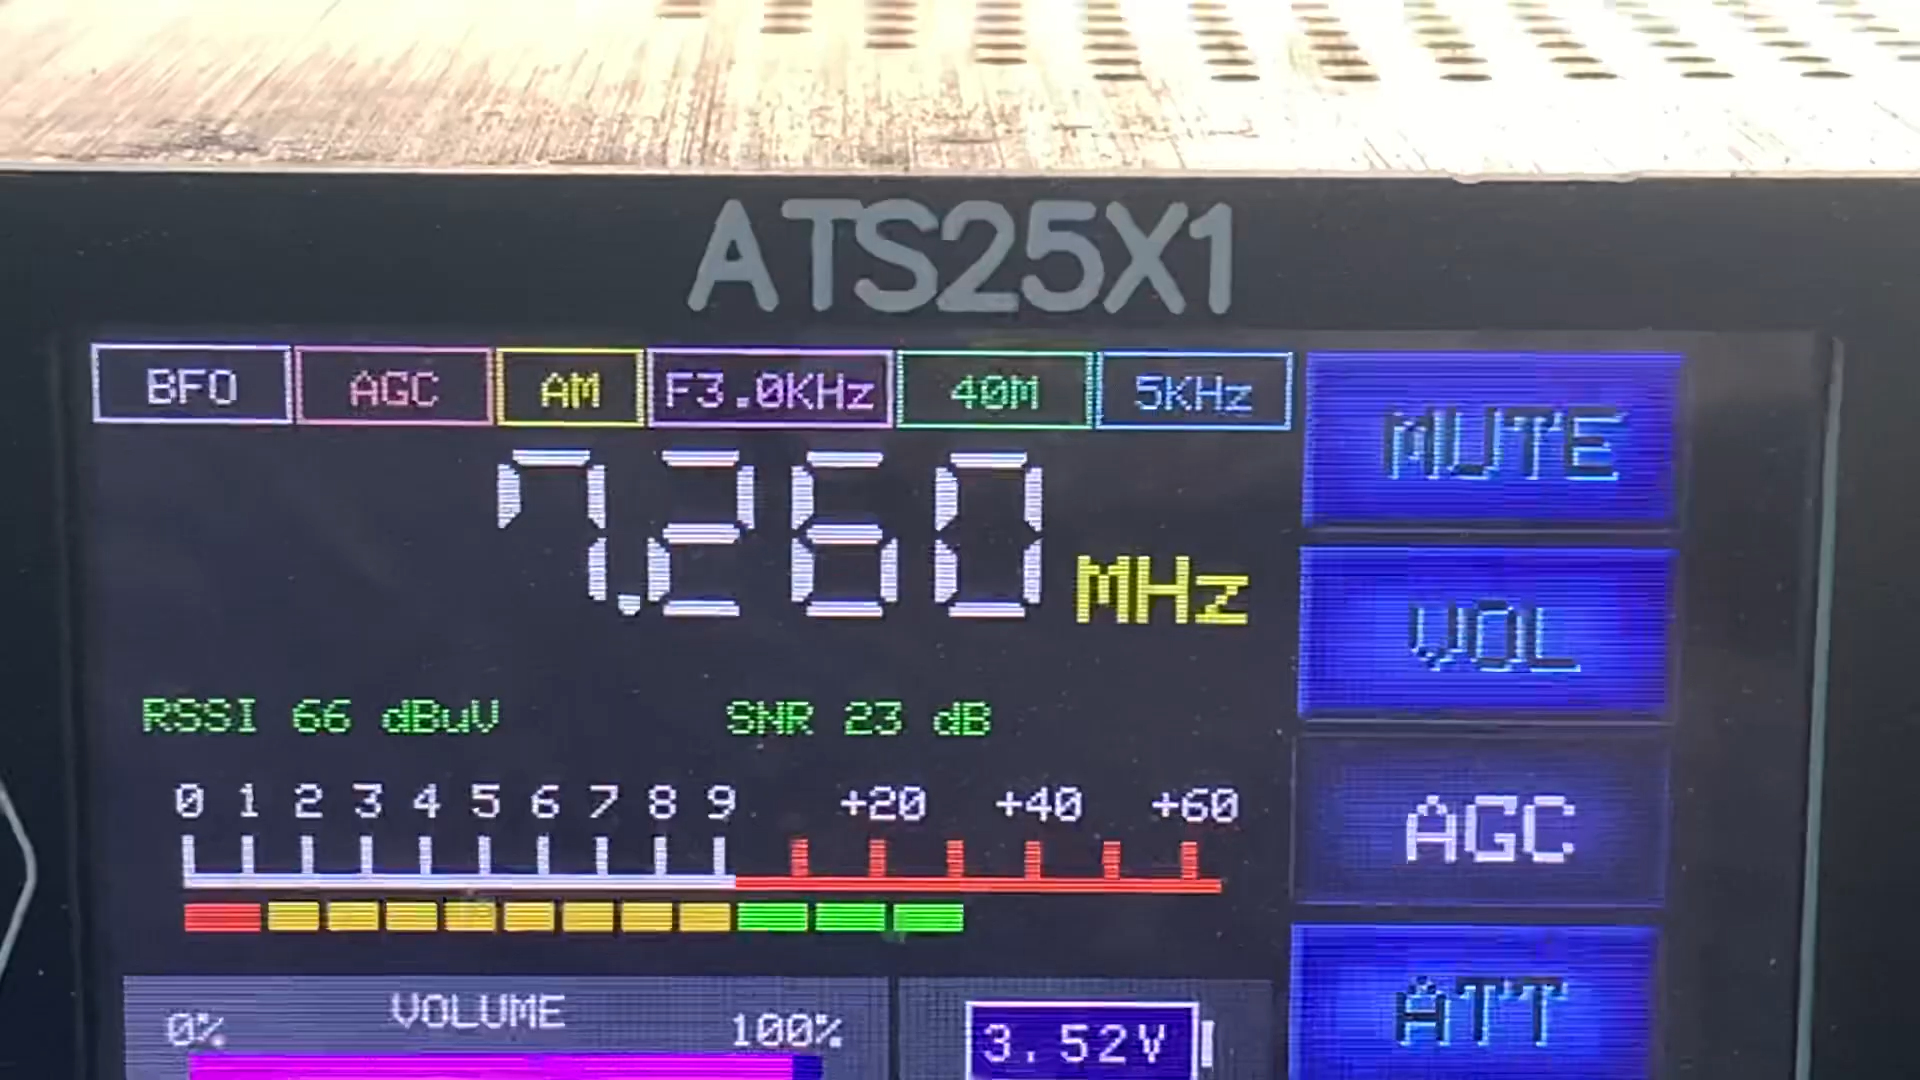 ATS25X1
BFO AGC AM F3.0KHz 40M 5KHz
MUTE
7.260 MHz
VOL
RSSI 66 dBuV SNR 23 dB
0 1 2 3 4 5 6 7 8 9 +20 +40 +60
AGC
VOLUME
0% 100%
3.52V
ATT